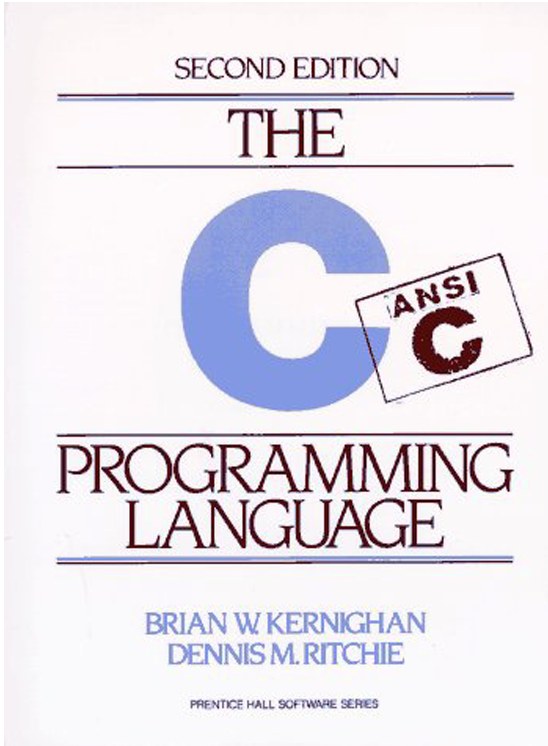 SECOND EDITION
THE
C
ANSI
C
PROGRAMMING
LANGUAGE
BRIAN W. KERNIGHAN
DENNIS M. RITCHIE
PRENTICE HALL SOFTWARE SERIES